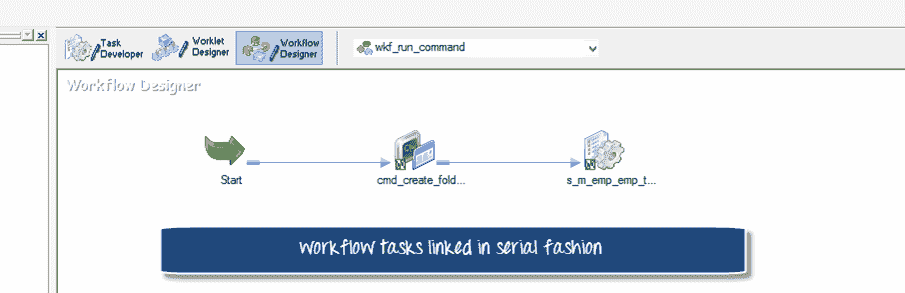 Task
Developer
Worklet
Designer
Workflow
Designer
wkf_run_command
Workflow Designer
Start
cmd_create_fold...
s_m_emp_emp_t...
workflow tasks linked in serial fashion